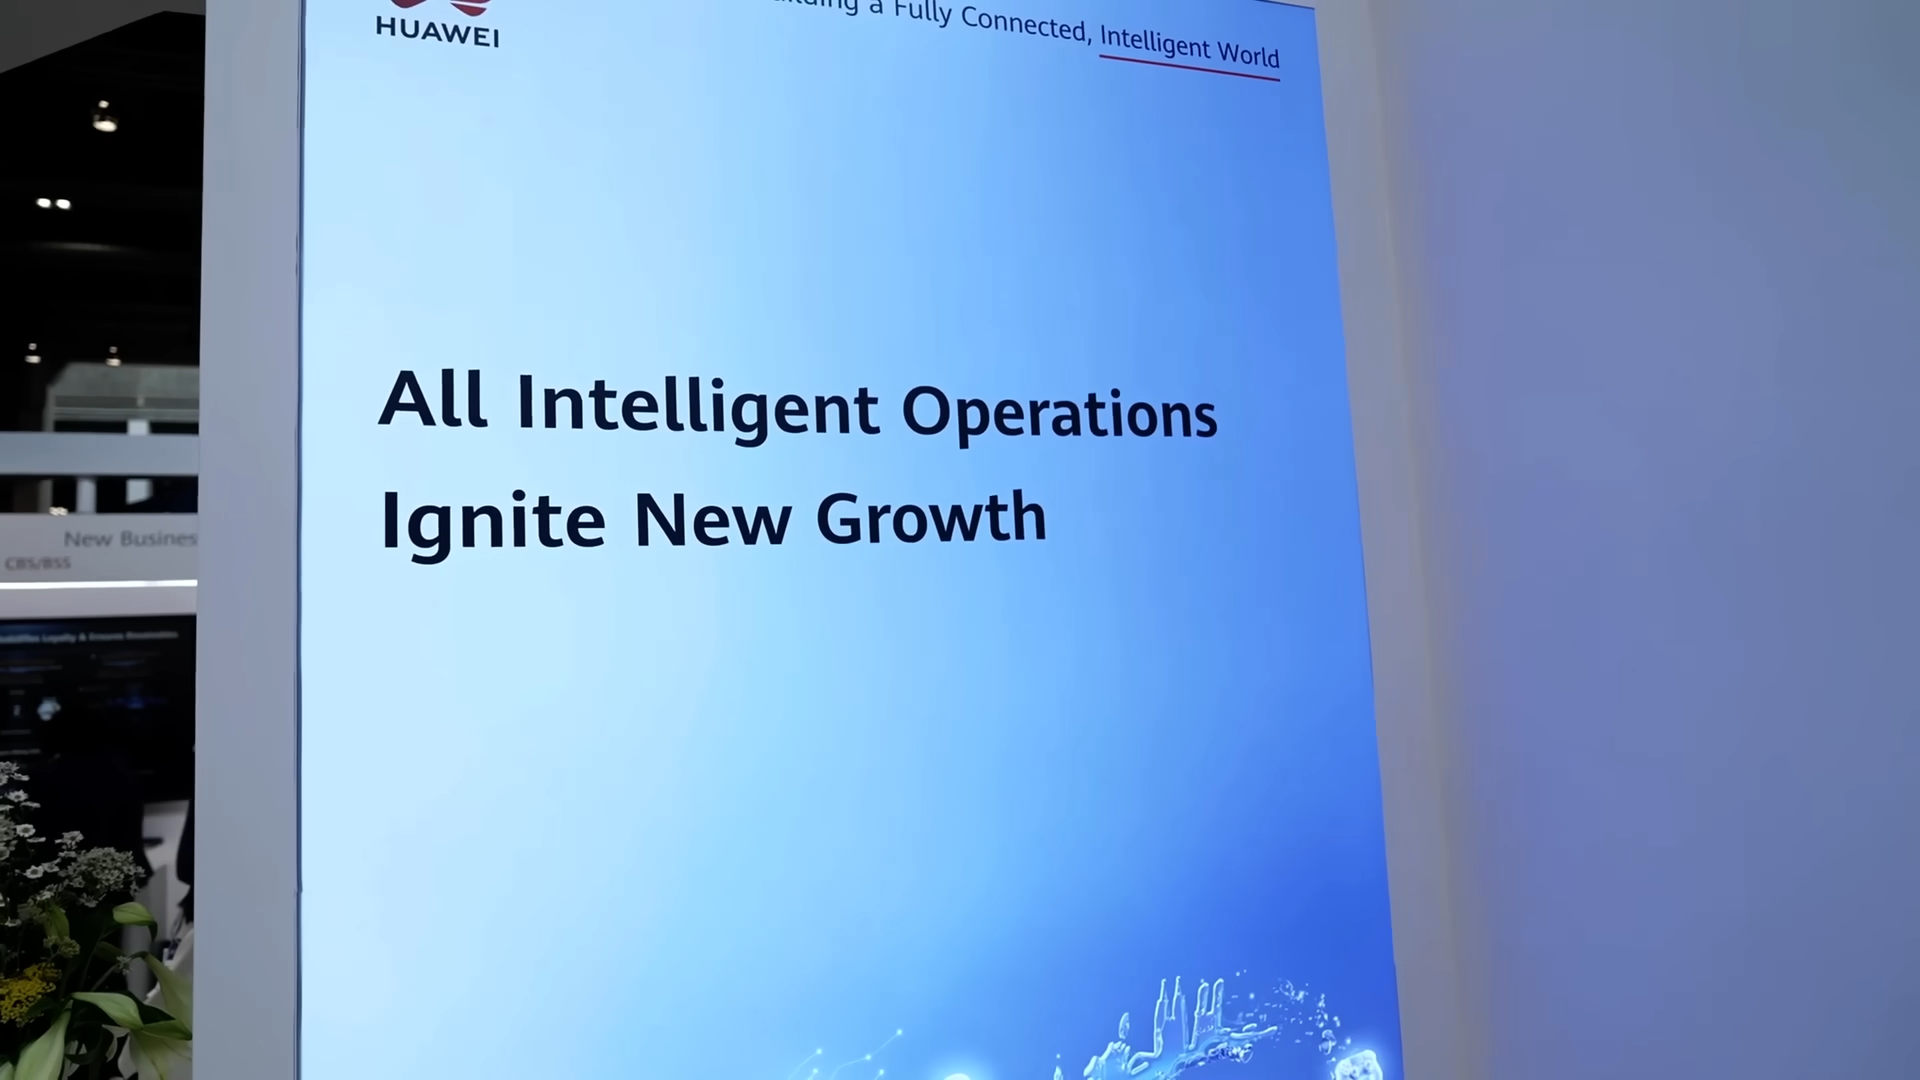 HUAWEI
a Fully Connected, Intelligent World
All Intelligent Operations
Ignite New Growth
New Busines
CBS/BSS